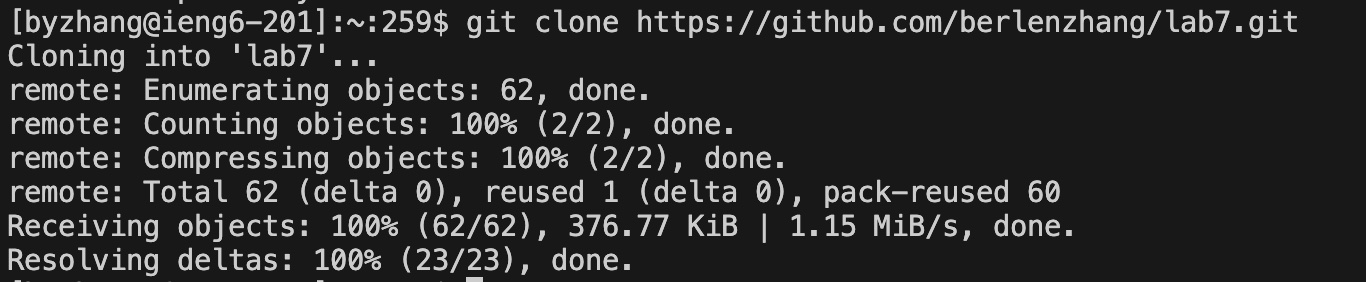 [byzhang@ieng6-201]:~:259$ git clone https://github.com/berlenzhang/lab7.git
Cloning into 'lab7'...
remote: Enumerating objects: 62, done.
remote: Counting objects: 100% (2/2), done.
remote: Compressing objects: 100% (2/2), done.
remote: Total 62 (delta 0), reused 1 (delta 0), pack-reused 60
Receiving objects: 100% (62/62), 376.77 KiB | 1.15 MiB/s, done.
Resolving deltas: 100% (23/23), done.